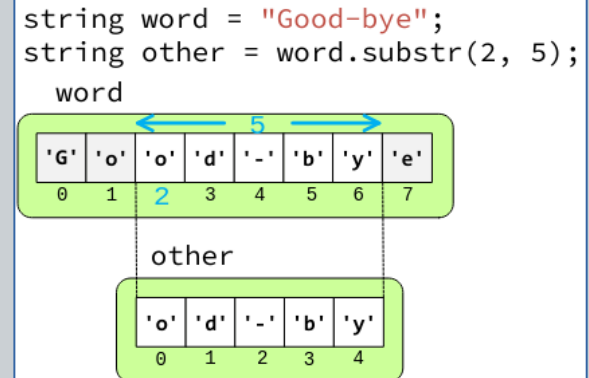 string word = "Good-bye";
string other = word.substr(2, 5);
word
5
'G' 'o' 'o' 'd' '-' 'b' 'y' 'e'
0 1 2 3 4 5 6 7
other
'o' 'd' '-' 'b' 'y'
0 1 2 3 4